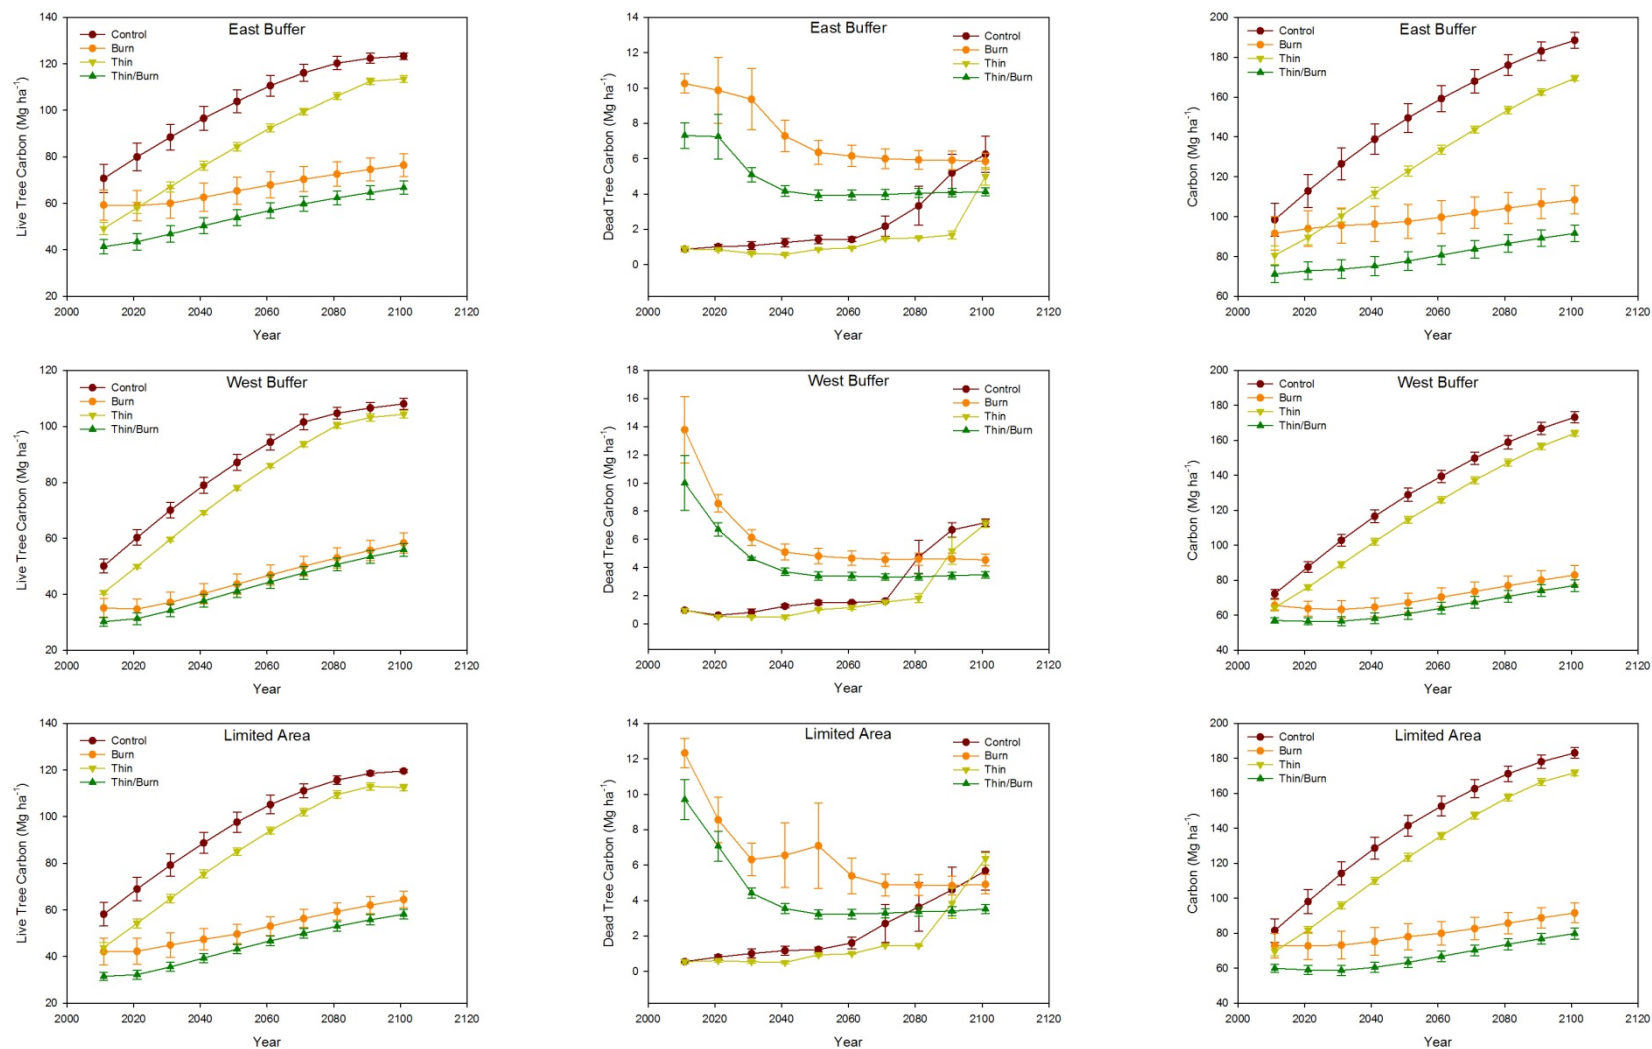 East Buffer
Control
Burn
Thin
Thin/Burn
Live Tree Carbon (Mg ha⁻¹)
140
120
100
80
60
40
20
2000 2020 2040 2060 2080 2100 2120
Year
East Buffer
Control
Burn
Thin
Thin/Burn
Dead Tree Carbon (Mg ha⁻¹)
14
12
10
8
6
4
2
0
2000 2020 2040 2060 2080 2100 2120
Year
East Buffer
Control
Burn
Thin
Thin/Burn
Carbon (Mg ha⁻¹)
200
180
160
140
120
100
80
60
2000 2020 2040 2060 2080 2100 2120
Year
West Buffer
Control
Burn
Thin
Thin/Burn
Live Tree Carbon (Mg ha⁻¹)
120
100
80
60
40
20
2000 2020 2040 2060 2080 2100 2120
Year
West Buffer
Control
Burn
Thin
Thin/Burn
Dead Tree Carbon (Mg ha⁻¹)
18
16
14
12
10
8
6
4
2
0
2000 2020 2040 2060 2080 2100 2120
Year
West Buffer
Control
Burn
Thin
Thin/Burn
Carbon (Mg ha⁻¹)
200
180
160
140
120
100
80
60
40
2000 2020 2040 2060 2080 2100 2120
Year
Limited Area
Control
Burn
Thin
Thin/Burn
Live Tree Carbon (Mg ha⁻¹)
140
120
100
80
60
40
20
2000 2020 2040 2060 2080 2100 2120
Year
Limited Area
Control
Burn
Thin
Thin/Burn
Dead Tree Carbon (Mg ha⁻¹)
14
12
10
8
6
4
2
0
2000 2020 2040 2060 2080 2100 2120
Year
Limited Area
Control
Burn
Thin
Thin/Burn
Carbon (Mg ha⁻¹)
200
180
160
140
120
100
80
60
40
2000 2020 2040 2060 2080 2100 2120
Year